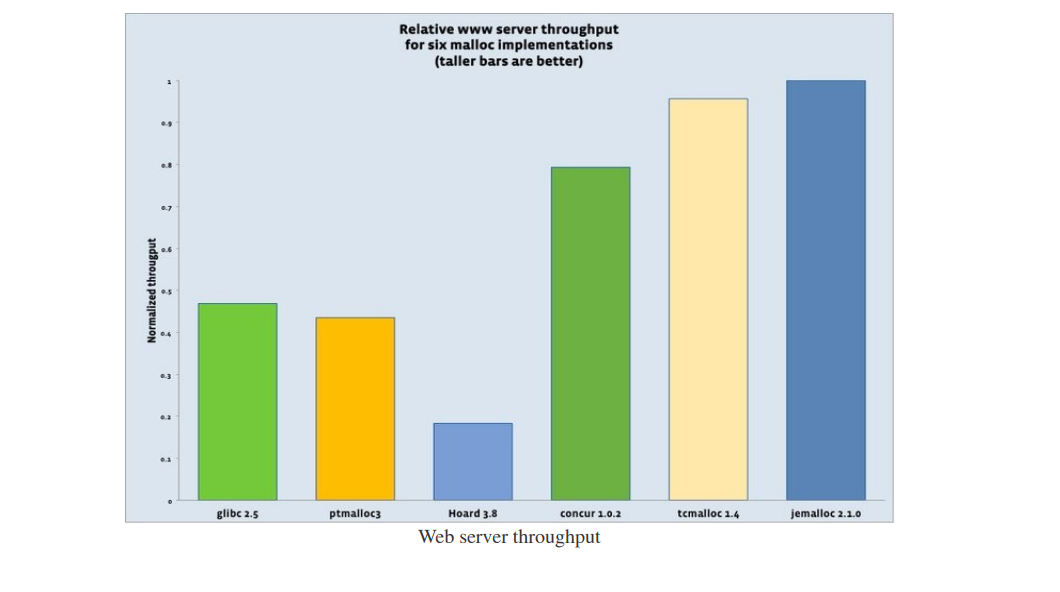 Relative www server throughput
for six malloc implementations
(taller bars are better)
1
0.9
0.8
0.7
0.6
0.5
0.4
0.3
0.2
0.1
0
Normalized througput
glibc 2.5 ptmalloc3 Hoard 3.8 concur 1.0.2 tcmalloc 1.4 jemalloc 2.1.0
Web server throughput